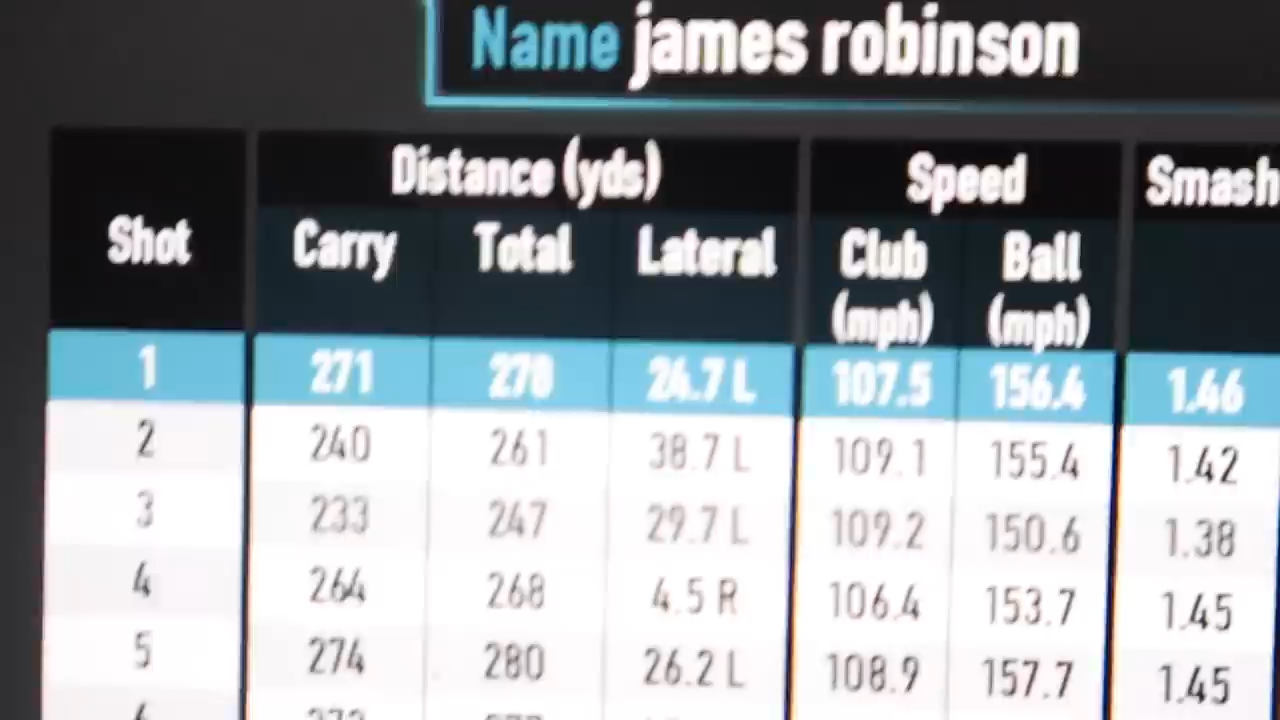 Name james robinson
Distance (yds) Speed Smash
Shot Carry Total Lateral Club (mph) Ball (mph)
1 271 278 26.7 L 107.5 156.4 1.46
2 240 261 38.7 L 109.1 155.4 1.42
3 233 247 29.7 L 109.2 150.6 1.38
4 264 268 4.5 R 106.4 153.7 1.45
5 274 280 26.2 L 108.9 157.7 1.45